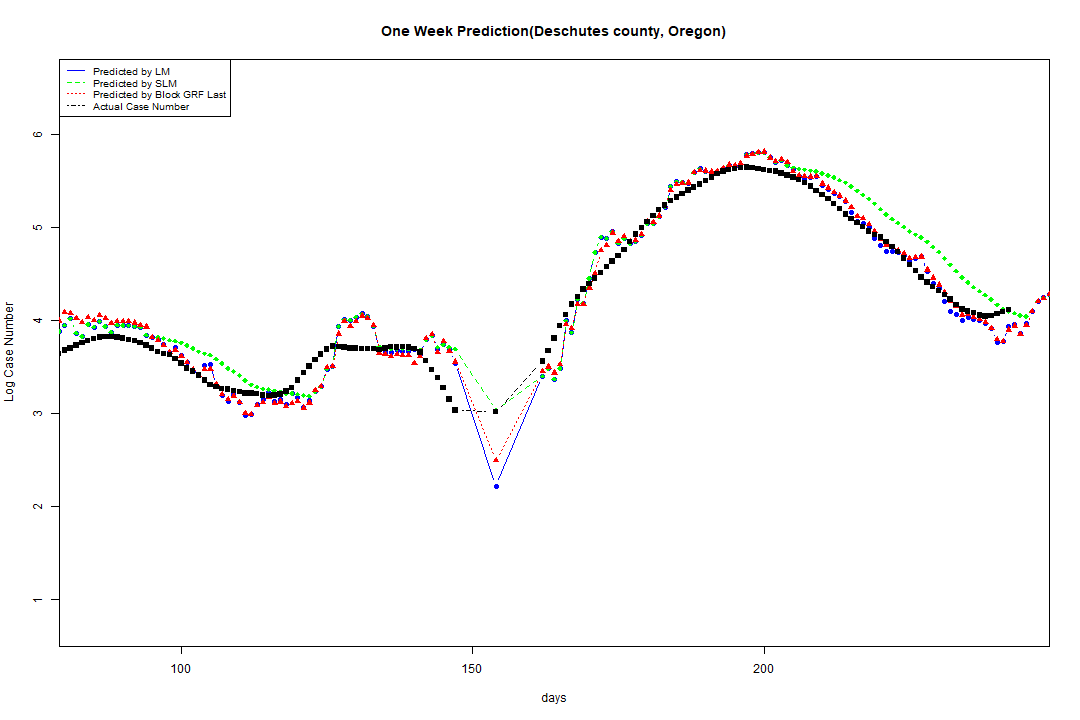 One Week Prediction(Deschutes county, Oregon)
Predicted by LM
Predicted by SLM
Predicted by Block GRF Last
Actual Case Number
Log Case Number
6
5
4
3
2
1
100
150
200
days